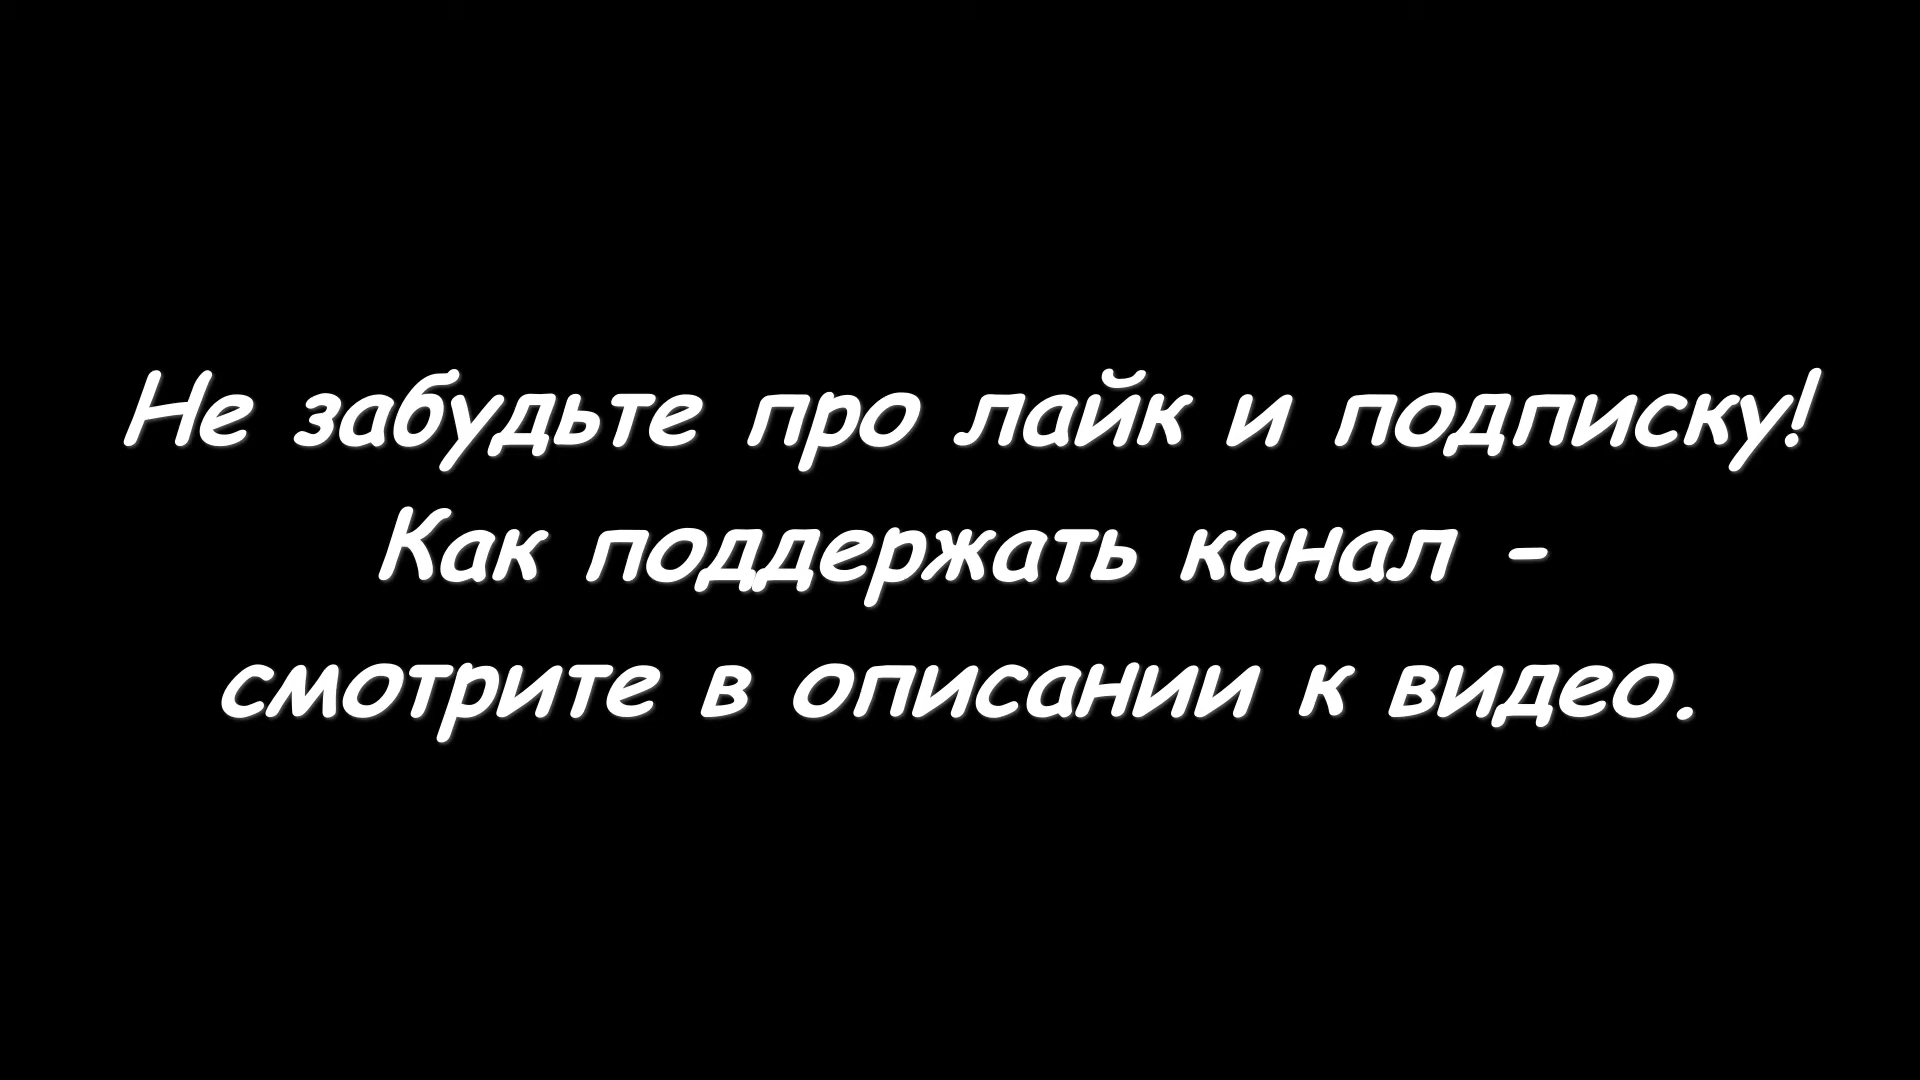 Не забудьте про лайк и подписку!
Как поддержать канал -
смотрите в описании к видео.